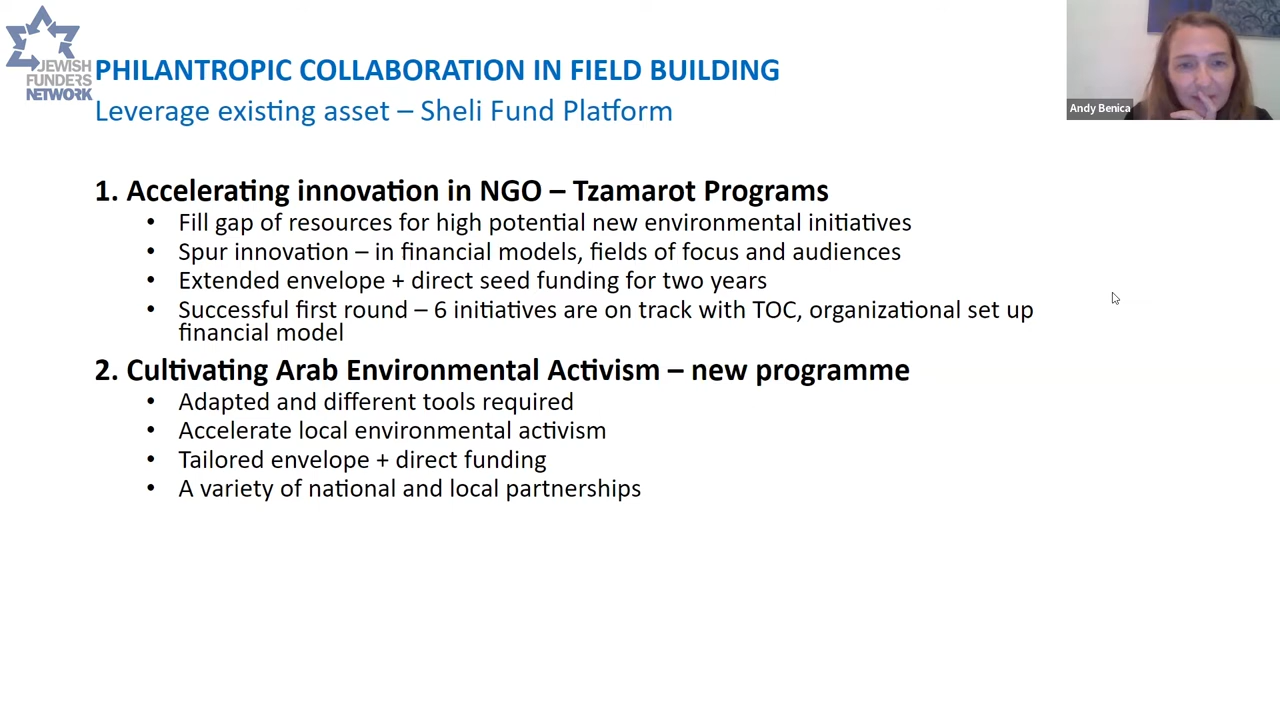 JEWISH
FUNDERS
NETWORK
PHILANTROPIC COLLABORATION IN FIELD BUILDING
Leverage existing asset – Sheli Fund Platform
Andy Benica
1. Accelerating innovation in NGO – Tzamarot Programs
• Fill gap of resources for high potential new environmental initiatives
• Spur innovation – in financial models, fields of focus and audiences
• Extended envelope + direct seed funding for two years
• Successful first round – 6 initiatives are on track with TOC, organizational set up
financial model
2. Cultivating Arab Environmental Activism – new programme
• Adapted and different tools required
• Accelerate local environmental activism
• Tailored envelope + direct funding
• A variety of national and local partnerships